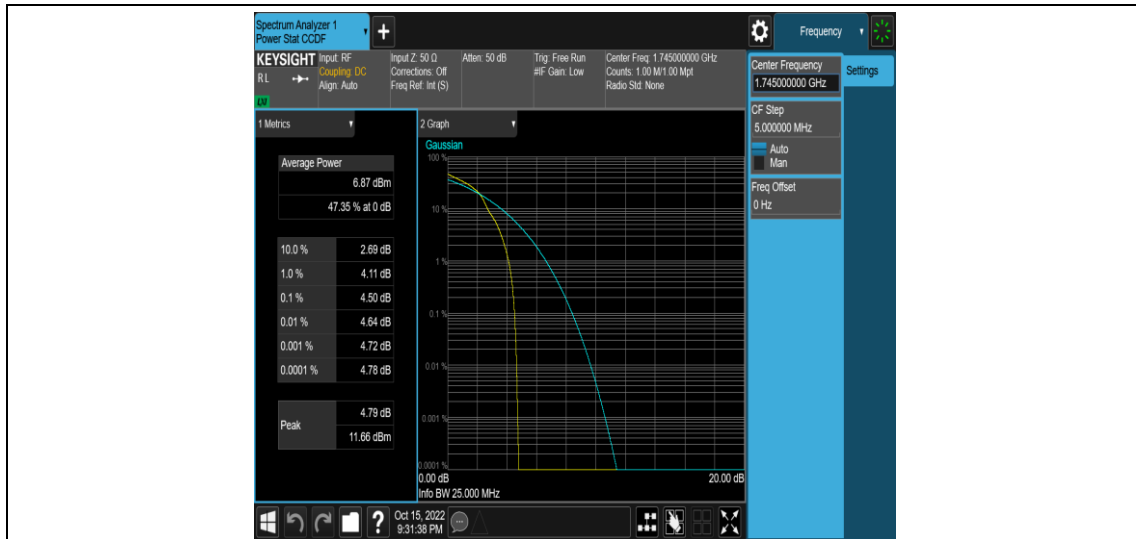 Spectrum Analyzer 1
Power Stat CCDF
+
Frequency
KEYSIGHT
RL
Input: RF
Coupling: DC
Align: Auto
Input Z: 50 Ω
Corrections: Off
Freq Ref: Int (S)
Atten: 50 dB
Trig: Free Run
#IF Gain: Low
Center Freq: 1.745000000 GHz
Counts: 1.00 M/1.00 Mpt
Radio Std: None
Center Frequency
1.745000000 GHz
Settings
CF Step
5.000000 MHz
Auto
Man
Freq Offset
0 Hz
1 Metrics
Average Power
6.87 dBm
47.35 % at 0 dB
10.0 % 2.69 dB
1.0 % 4.11 dB
0.1 % 4.50 dB
0.01 % 4.64 dB
0.001 % 4.72 dB
0.0001 % 4.78 dB
Peak
4.79 dB
11.66 dBm
2 Graph
Gaussian
100 %
10 %
1 %
0.1 %
0.01 %
0.001 %
0.0001 %
0.00 dB 20.00 dB
Info BW 25.000 MHz
?
Oct 15, 2022
9:31:38 PM